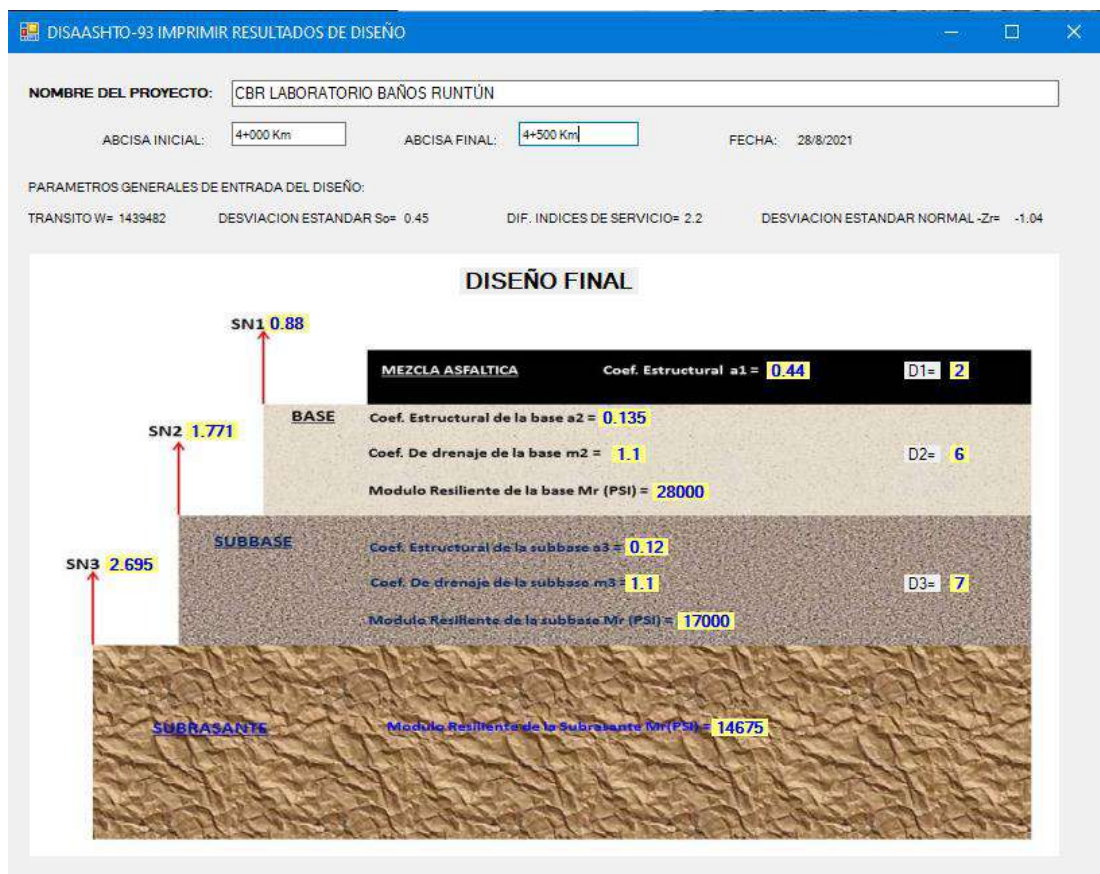 DISAASHTO-93 IMPRIMIR RESULTADOS DE DISEÑO
NOMBRE DEL PROYECTO: CBR LABORATORIO BAÑOS RUNTÚN
ABCISA INICIAL: 4+000 Km ABCISA FINAL: 4+500 Km FECHA: 28/8/2021
PARAMETROS GENERALES DE ENTRADA DEL DISEÑO:
TRANSITO W= 1439482 DESVIACION ESTANDAR So= 0.45 DIF. INDICES DE SERVICIO= 2.2 DESVIACION ESTANDAR NORMAL -Zr= -1.04
DISEÑO FINAL
SN1 0.88
MEZCLA ASFALTICA Coef. Estructural a1 = 0.44 D1= 2
BASE Coef. Estructural de la base a2 = 0.135
SN2 1.771
Coef. De drenaje de la base m2 = 1.1 D2= 6
Modulo Resiliente de la base Mr (PSI) = 28000
SUBBASE Coef. Estructural de la subbase a3 = 0.12
SN3 2.695
Coef. De drenaje de la subbase m3 = 1.1 D3= 7
Modulo Resiliente de la subbase Mr (PSI) = 17000
SUBRASANTE Modulo Resiliente de la Subrasante Mr(PSI) = 14675